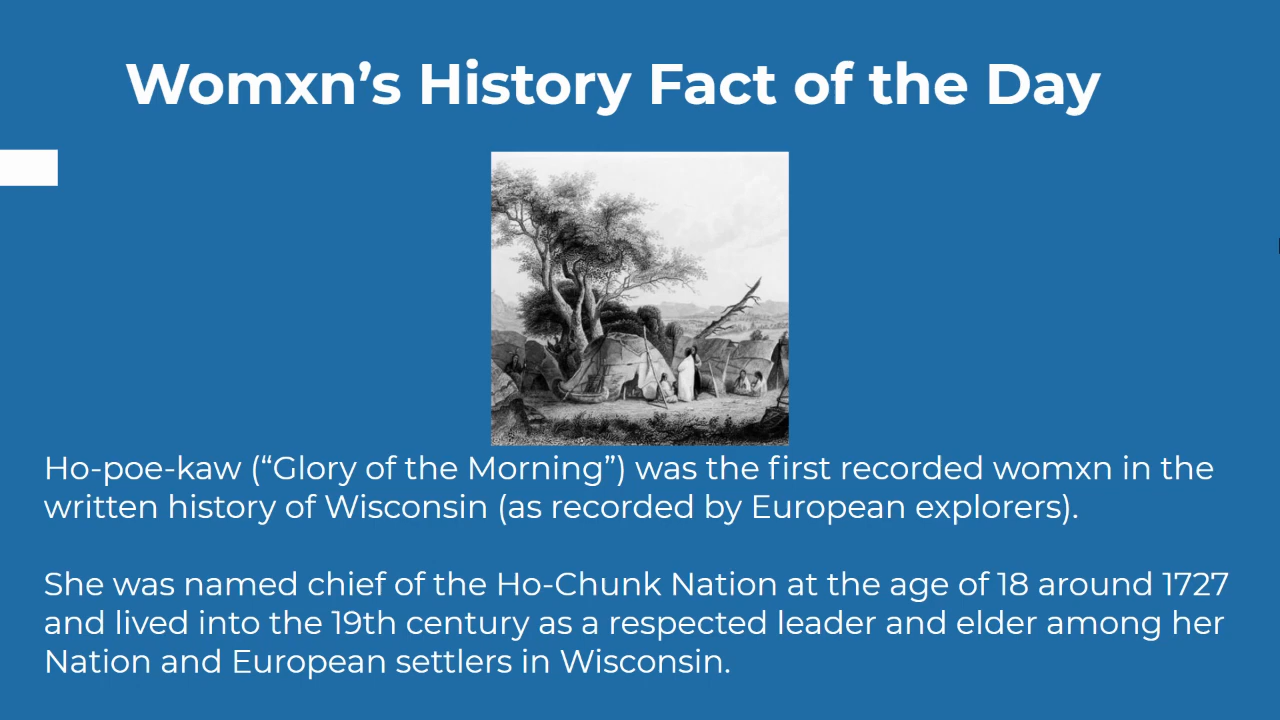 Womxn’s History Fact of the Day
Ho-poe-kaw (“Glory of the Morning”) was the first recorded womxn in the
written history of Wisconsin (as recorded by European explorers).
She was named chief of the Ho-Chunk Nation at the age of 18 around 1727
and lived into the 19th century as a respected leader and elder among her
Nation and European settlers in Wisconsin.